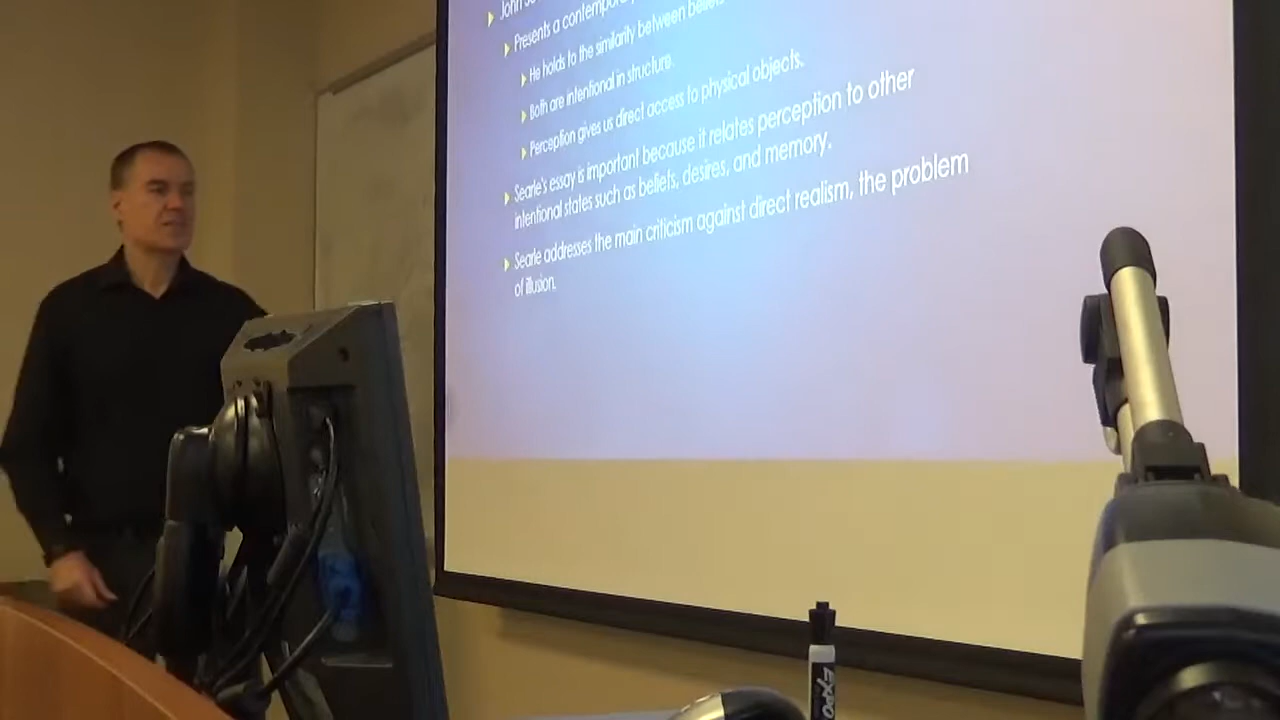 John
Presents a contemporary
He holds to the similarity between beliefs
Both are intentional in structure.
Perception gives us direct access to physical objects.
Searle's essay is important because it relates perception to other
intentional states such as beliefs, desires, and memory.
Searle addresses the main criticism against direct realism, the problem
of illusion.
EXPO